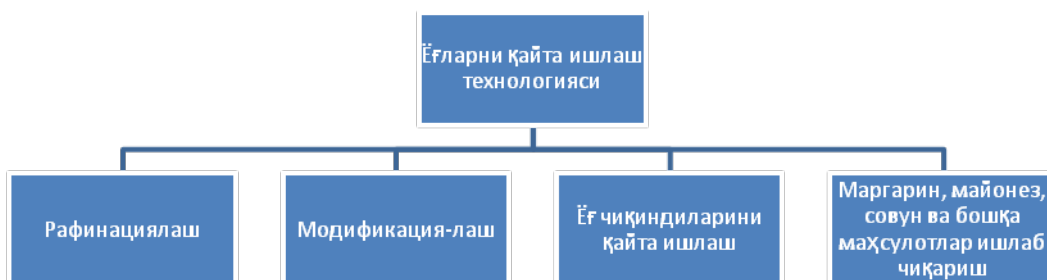 Ёғларни қайта ишлаш
технологияси
Рафинациялаш
Модификация-лаш
Ёғ чиқиндиларини
қайта ишлаш
Маргарин, майонез,
совун ва бошқа
маҳсулотлар ишлаб
чиқариш